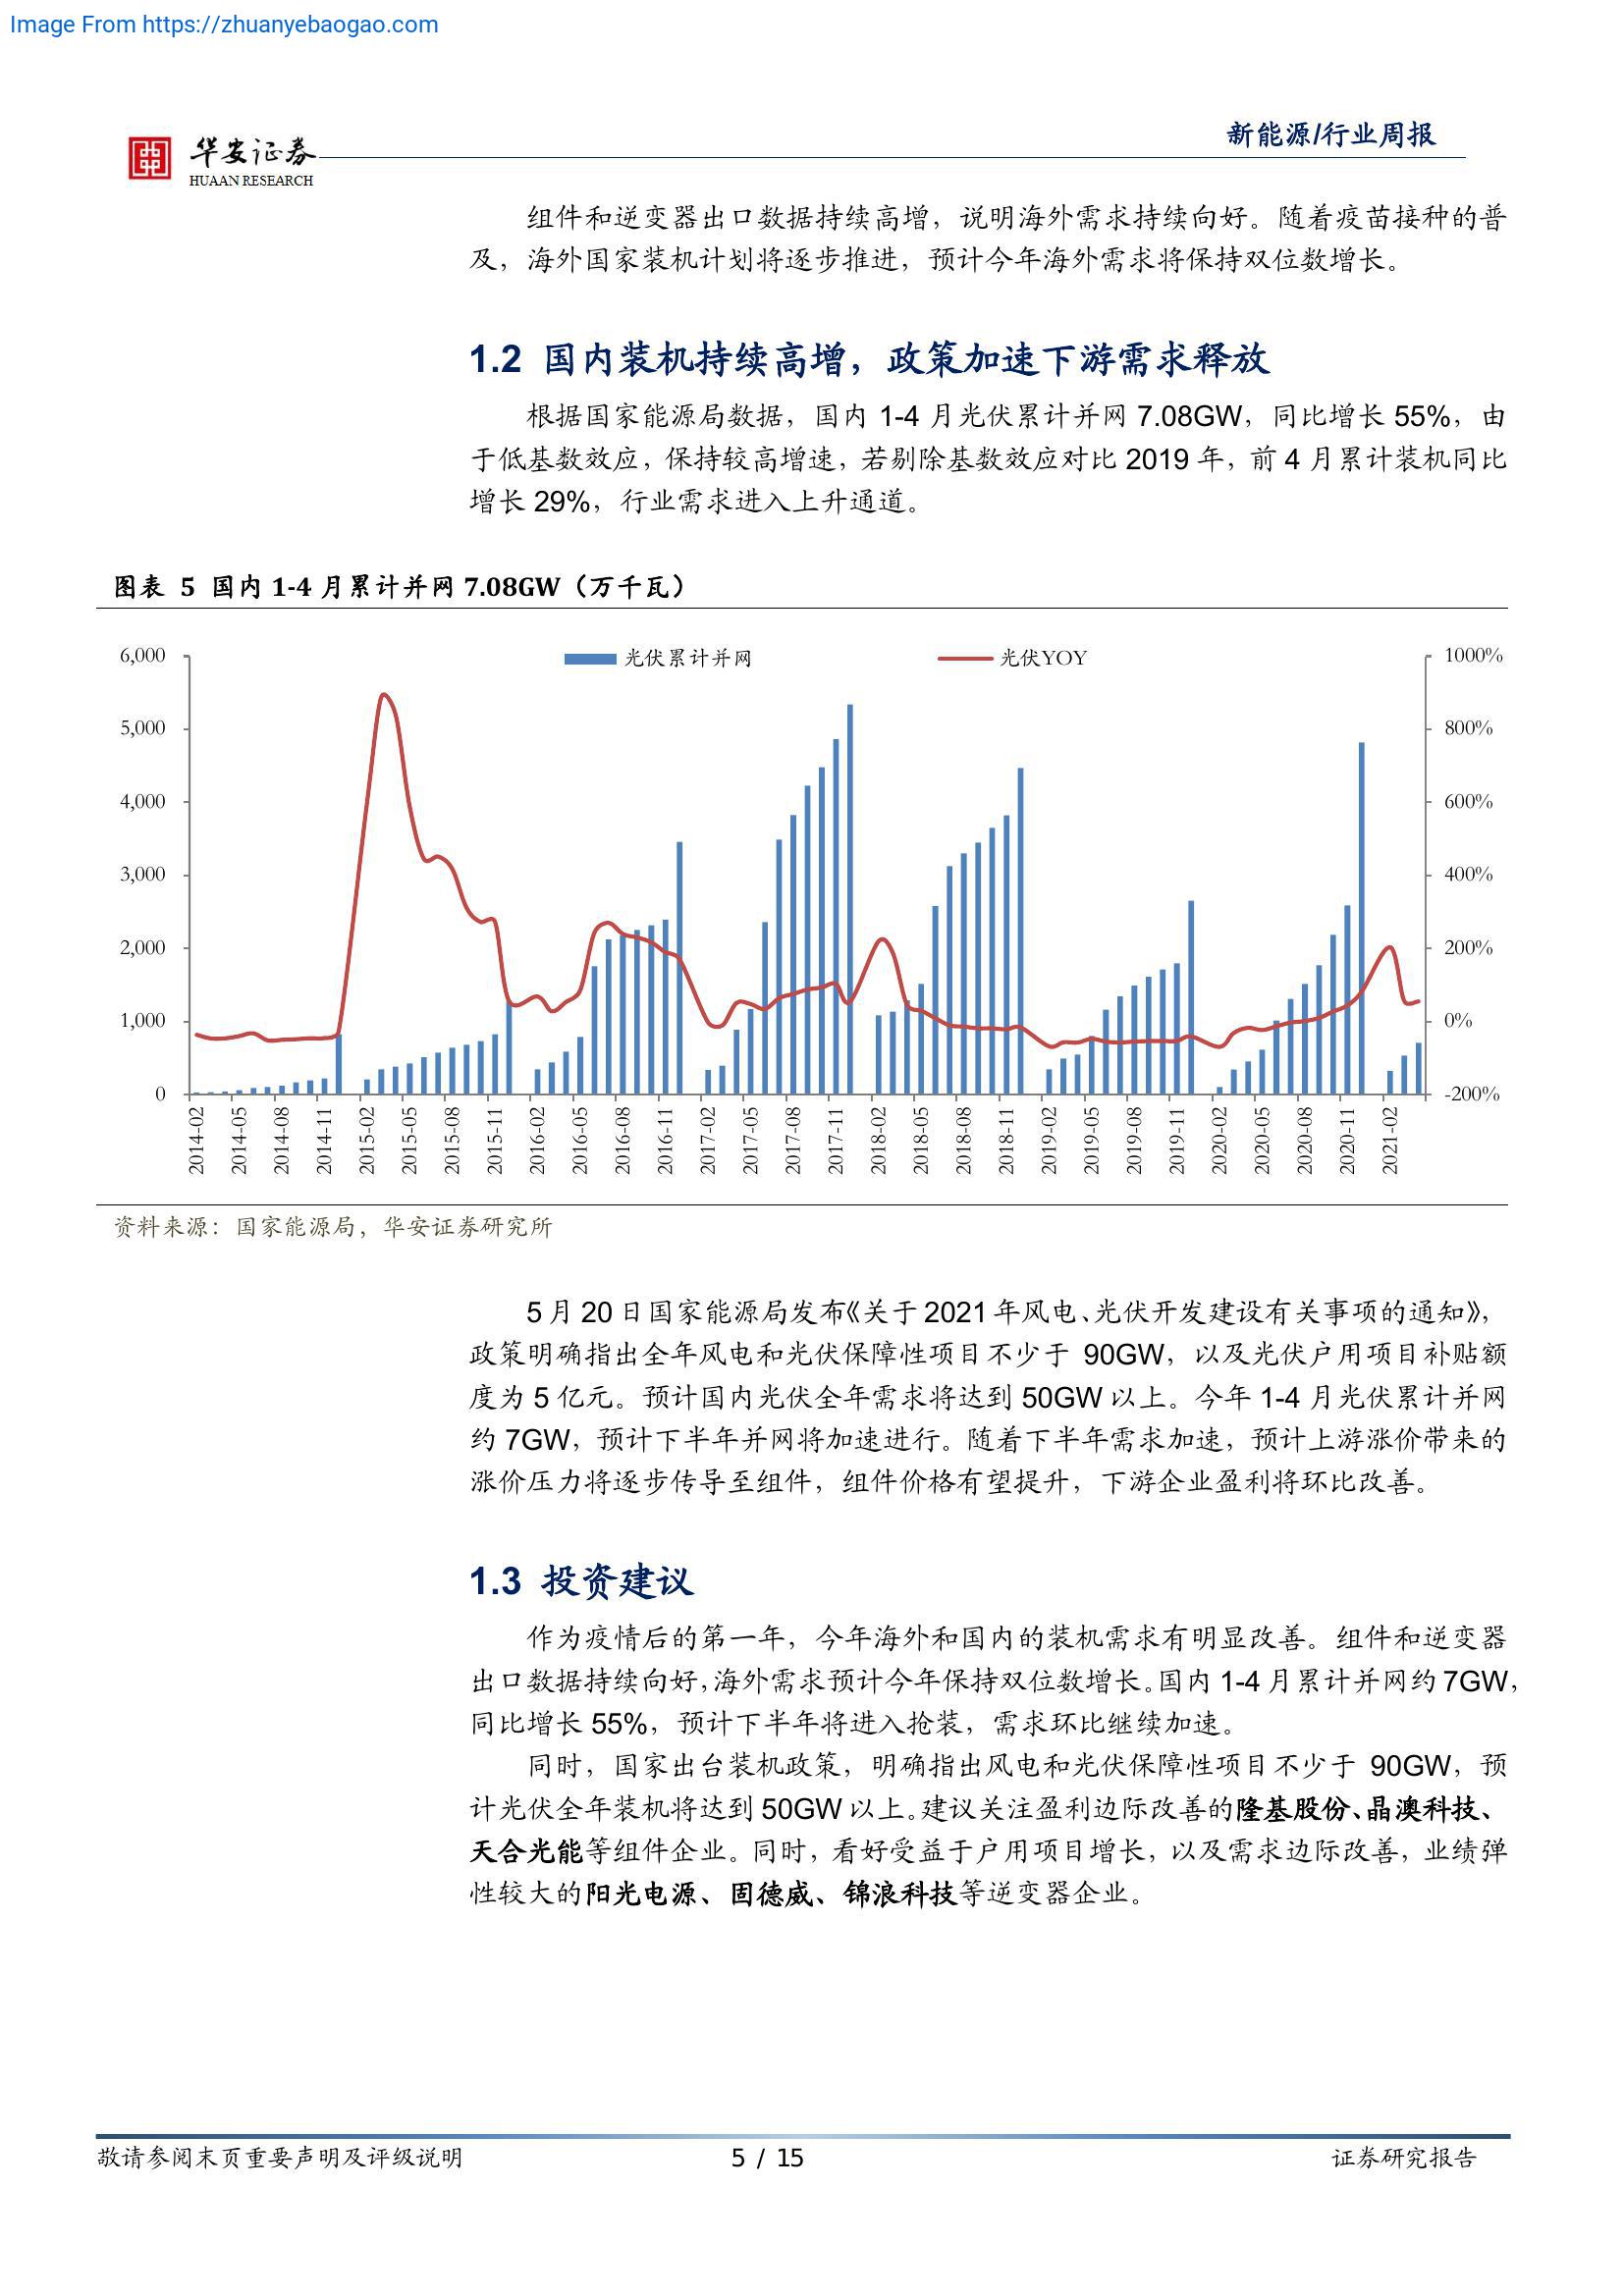 Image From https://zhuanyebaogao.com
华安证券
HUAAN RESEARCH
新能源/行业周报
组件和逆变器出口数据持续高增，说明海外需求持续向好。随着疫苗接种的普
及，海外国家装机计划将逐步推进，预计今年海外需求将保持双位数增长。
1.2 国内装机持续高增，政策加速下游需求释放
根据国家能源局数据，国内 1-4 月光伏累计并网 7.08GW，同比增长 55%，由
于低基数效应，保持较高增速，若剔除基数效应对比 2019 年，前 4 月累计装机同比
增长 29%，行业需求进入上升通道。
图表 5 国内 1-4 月累计并网 7.08GW（万千瓦）
光伏累计并网 光伏YOY
6,000
5,000
4,000
3,000
2,000
1,000
0
1000%
800%
600%
400%
200%
0%
-200%
2014-02 2014-05 2014-08 2014-11 2015-02 2015-05 2015-08 2015-11 2016-02 2016-05 2016-08 2016-11 2017-02 2017-05 2017-08 2017-11 2018-02 2018-05 2018-08 2018-11 2019-02 2019-05 2019-08 2019-11 2020-02 2020-05 2020-08 2020-11 2021-02
资料来源：国家能源局，华安证券研究所
5 月 20 日国家能源局发布《关于 2021 年风电、光伏开发建设有关事项的通知》，
政策明确指出全年风电和光伏保障性项目不少于 90GW，以及光伏户用项目补贴额
度为 5 亿元。预计国内光伏全年需求将达到 50GW 以上。今年 1-4 月光伏累计并网
约 7GW，预计下半年并网将加速进行。随着下半年需求加速，预计上游涨价带来的
涨价压力将逐步传导至组件，组件价格有望提升，下游企业盈利将环比改善。
1.3 投资建议
作为疫情后的第一年，今年海外和国内的装机需求有明显改善。组件和逆变器
出口数据持续向好，海外需求预计今年保持双位数增长。国内 1-4 月累计并网约 7GW，
同比增长 55%，预计下半年将进入抢装，需求环比继续加速。
同时，国家出台装机政策，明确指出风电和光伏保障性项目不少于 90GW，预
计光伏全年装机将达到 50GW 以上。建议关注盈利边际改善的隆基股份、晶澳科技、
天合光能等组件企业。同时，看好受益于户用项目增长，以及需求边际改善，业绩弹
性较大的阳光电源、固德威、锦浪科技等逆变器企业。
敬请参阅末页重要声明及评级说明 5 / 15 证券研究报告